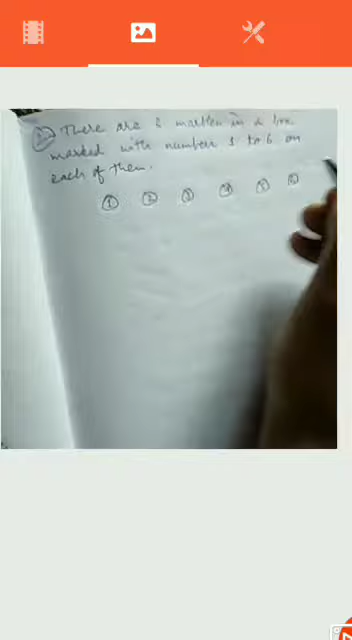 2) There are 6 marbles in a box
marked with numbers 1 to 6 on
each of them.
1 2 3 4 5 6